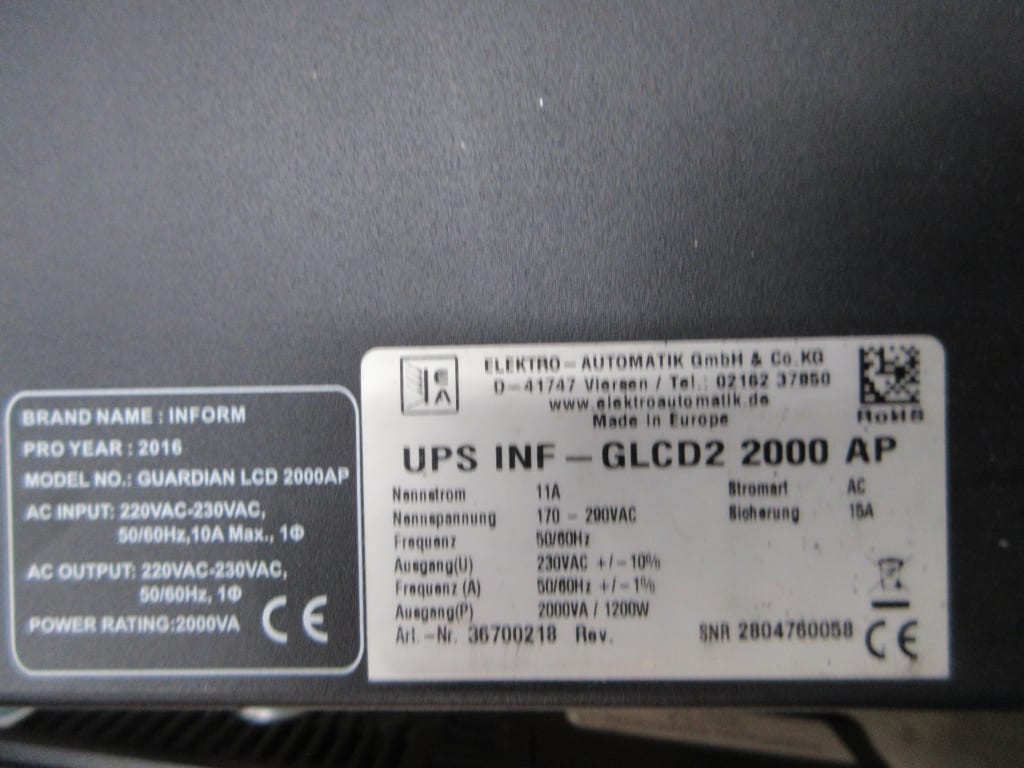 BRAND NAME : INFORM
PRO YEAR : 2016
MODEL NO.: GUARDIAN LCD 2000AP
AC INPUT: 220VAC-230VAC,
50/60Hz,10A Max., 1Φ
AC OUTPUT: 220VAC-230VAC,
50/60Hz, 1Φ
POWER RATING:2000VA
CE
EA
ELEKTRO - AUTOMATIK GmbH & Co. KG
D-41747 Viersen / Tel.: 02162 37850
www.elektroautomatik.de
Made in Europe
RoHS
UPS INF - GLCD2 2000 AP
Nennstrom 11A Stromart AC
Nennspannung 170 - 290VAC Sicherung 15A
Frequenz 50/60Hz
Ausgang(U) 230VAC +/-10%
Frequenz (A) 50/60Hz +/-1%
Ausgang(P) 2000VA / 1200W
Art.-Nr. 36700218 Rev. SNR 2804760058
CE